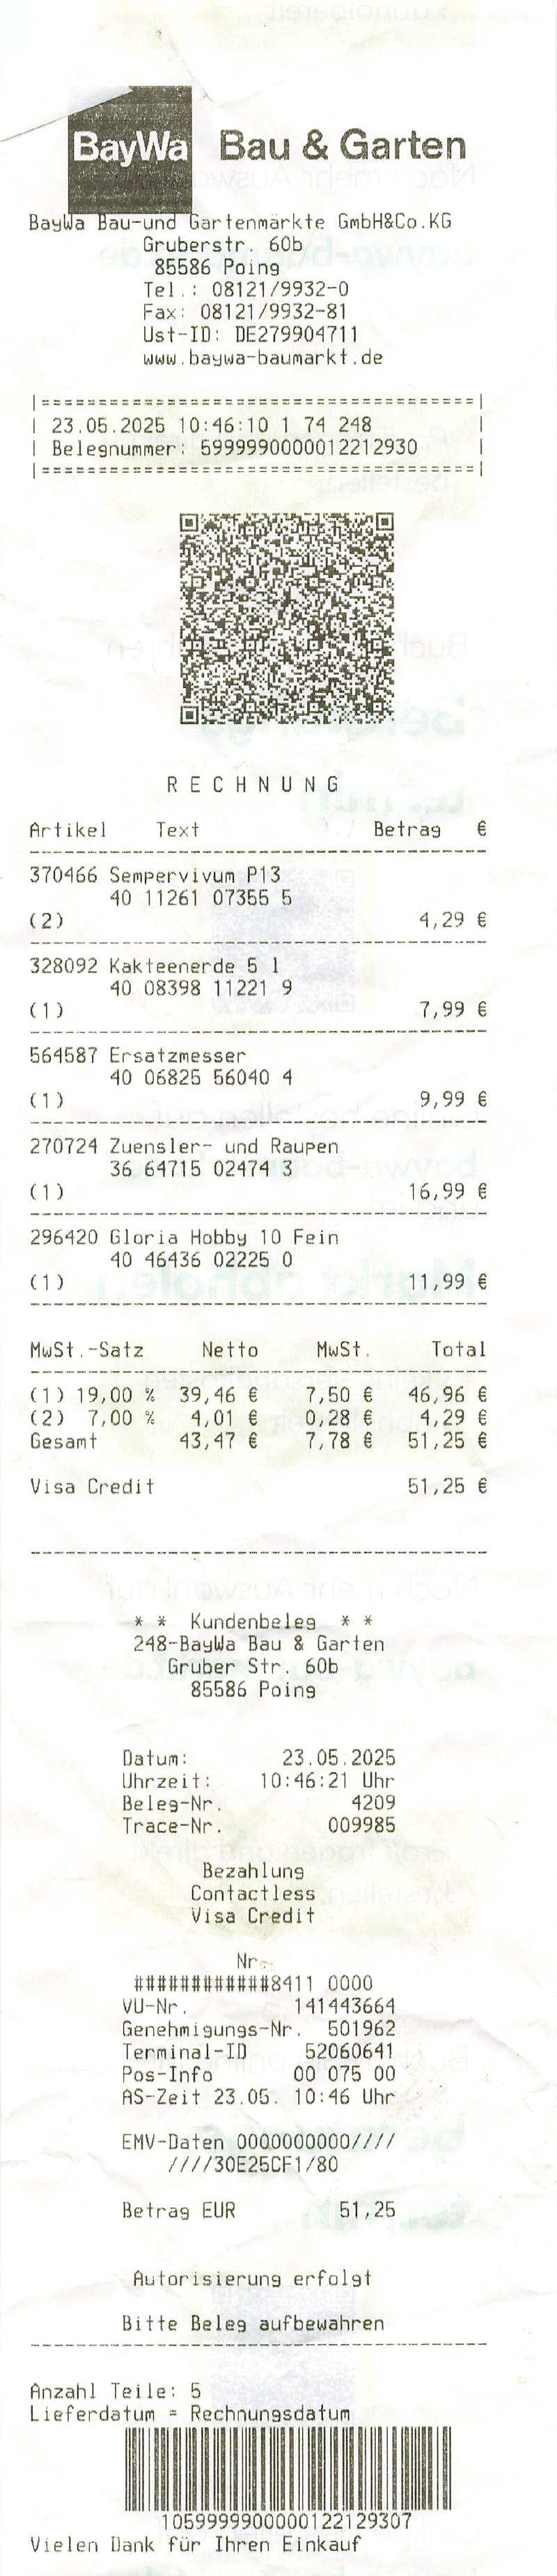 BayWa Bau & Garten
BayWa Bau-und Gartenmärkte GmbH&Co.KG
Gruberstr. 60b
85586 Poing
Tel.: 08121/9932-0
Fax: 08121/9932-81
Ust-ID: DE279904711
www.baywa-baumarkt.de
|======================================|
| 23.05.2025 10:46:10 1 74 248 |
| Belegnummer: 5999990000012212930 |
|======================================|
R E C H N U N G
Artikel Text Betrag €
----------------------------------------
370466 Sempervivum P13
40 11261 07355 5
(2) 4,29 €
----------------------------------------
328092 Kakteenerde 5 l
40 08398 11221 9
(1) 7,99 €
----------------------------------------
564587 Ersatzmesser
40 06825 56040 4
(1) 9,99 €
----------------------------------------
270724 Zuensler- und Raupen
36 64715 02474 3
(1) 16,99 €
----------------------------------------
296420 Gloria Hobby 10 Fein
40 46436 02225 0
(1) 11,99 €
----------------------------------------
MwSt.-Satz Netto MwSt. Total
----------------------------------------
(1) 19,00 % 39,46 € 7,50 € 46,96 €
(2) 7,00 % 4,01 € 0,28 € 4,29 €
Gesamt 43,47 € 7,78 € 51,25 €
Visa Credit 51,25 €
----------------------------------------
* * Kundenbeleg * *
248-BayWa Bau & Garten
Gruber Str. 60b
85586 Poing
Datum: 23.05.2025
Uhrzeit: 10:46:21 Uhr
Beleg-Nr. 4209
Trace-Nr. 009985
Bezahlung
Contactless
Visa Credit
Nr.
############8411 0000
VU-Nr. 141443664
Genehmigungs-Nr. 501962
Terminal-ID 52060641
Pos-Info 00 075 00
AS-Zeit 23.05. 10:46 Uhr
EMV-Daten 0000000000////
////30E25CF1/80
Betrag EUR 51,25
Autorisierung erfolgt
Bitte Beleg aufbewahren
----------------------------------------
Anzahl Teile: 5
Lieferdatum = Rechnungsdatum
1059999900000122129307
Vielen Dank für Ihren Einkauf